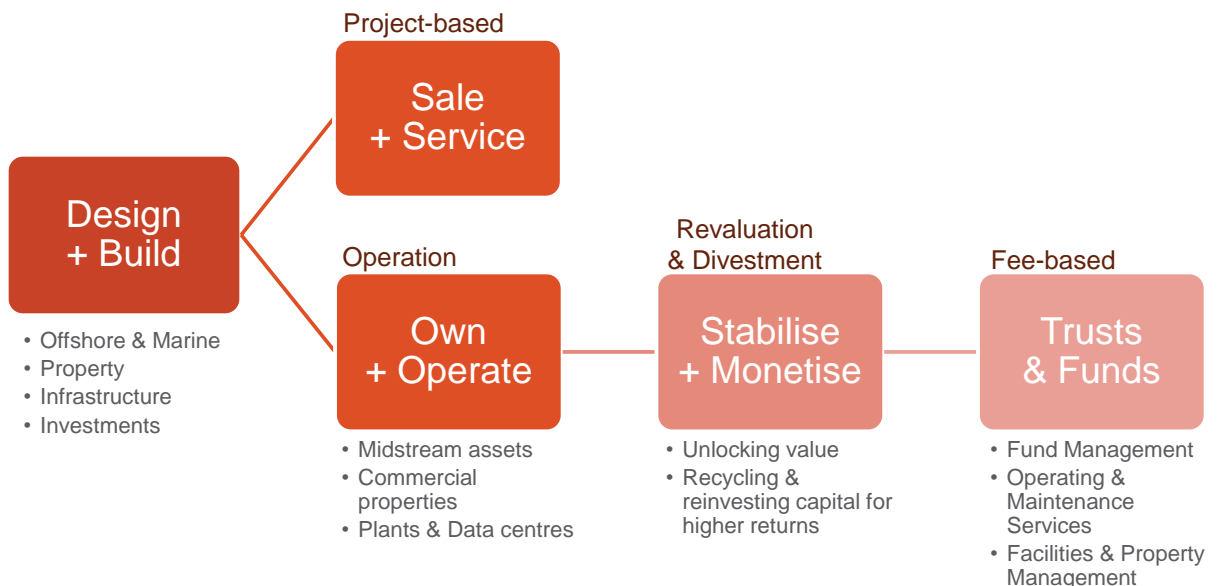 Project-based
Sale
+ Service
Design
+ Build
• Offshore & Marine
• Property
• Infrastructure
• Investments
Operation
Own
+ Operate
• Midstream assets
• Commercial
properties
• Plants & Data centres
Revaluation
& Divestment
Stabilise
+ Monetise
• Unlocking value
• Recycling &
reinvesting capital for
higher returns
Fee-based
Trusts
& Funds
• Fund Management
• Operating &
Maintenance
Services
• Facilities & Property
Management